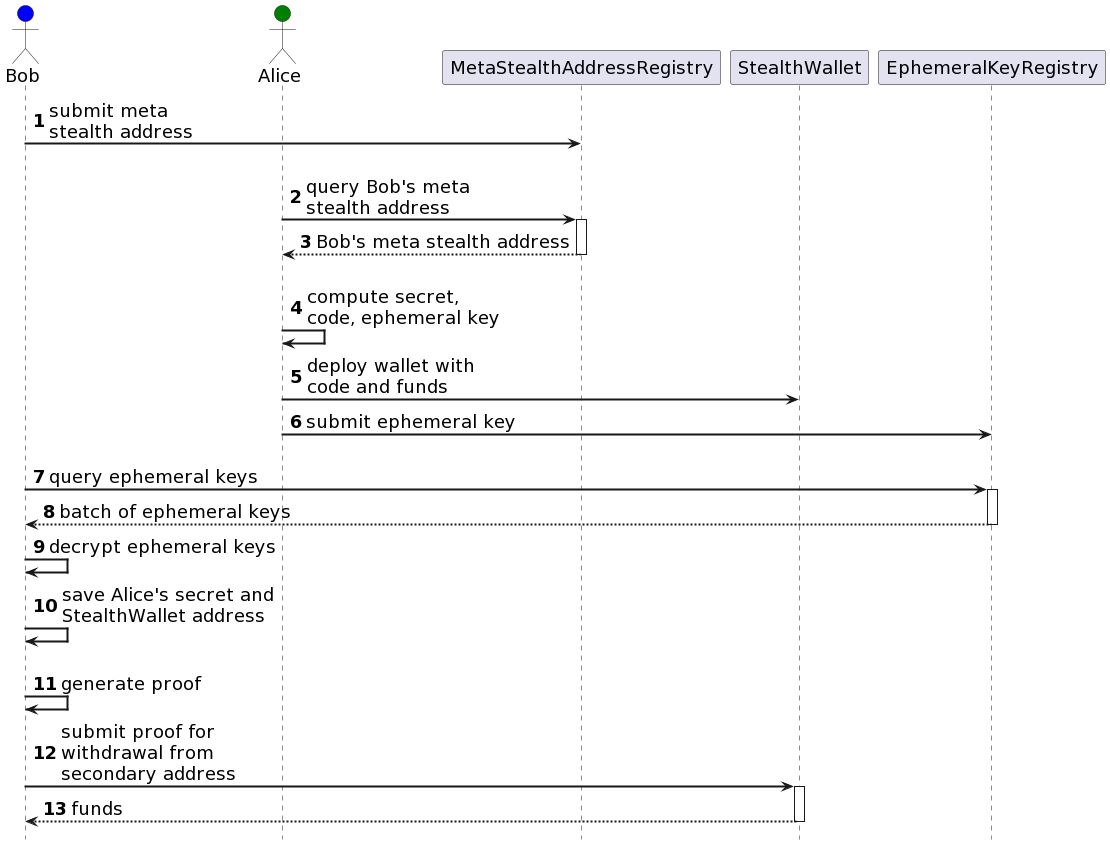 Bob
Alice
MetaStealthAddressRegistry
StealthWallet
EphemeralKeyRegistry
1 submit meta
stealth address
2 query Bob's meta
stealth address
3 Bob's meta stealth address
4 compute secret,
code, ephemeral key
5 deploy wallet with
code and funds
6 submit ephemeral key
7 query ephemeral keys
8 batch of ephemeral keys
9 decrypt ephemeral keys
10 save Alice's secret and
StealthWallet address
11 generate proof
12 submit proof for
withdrawal from
secondary address
13 funds